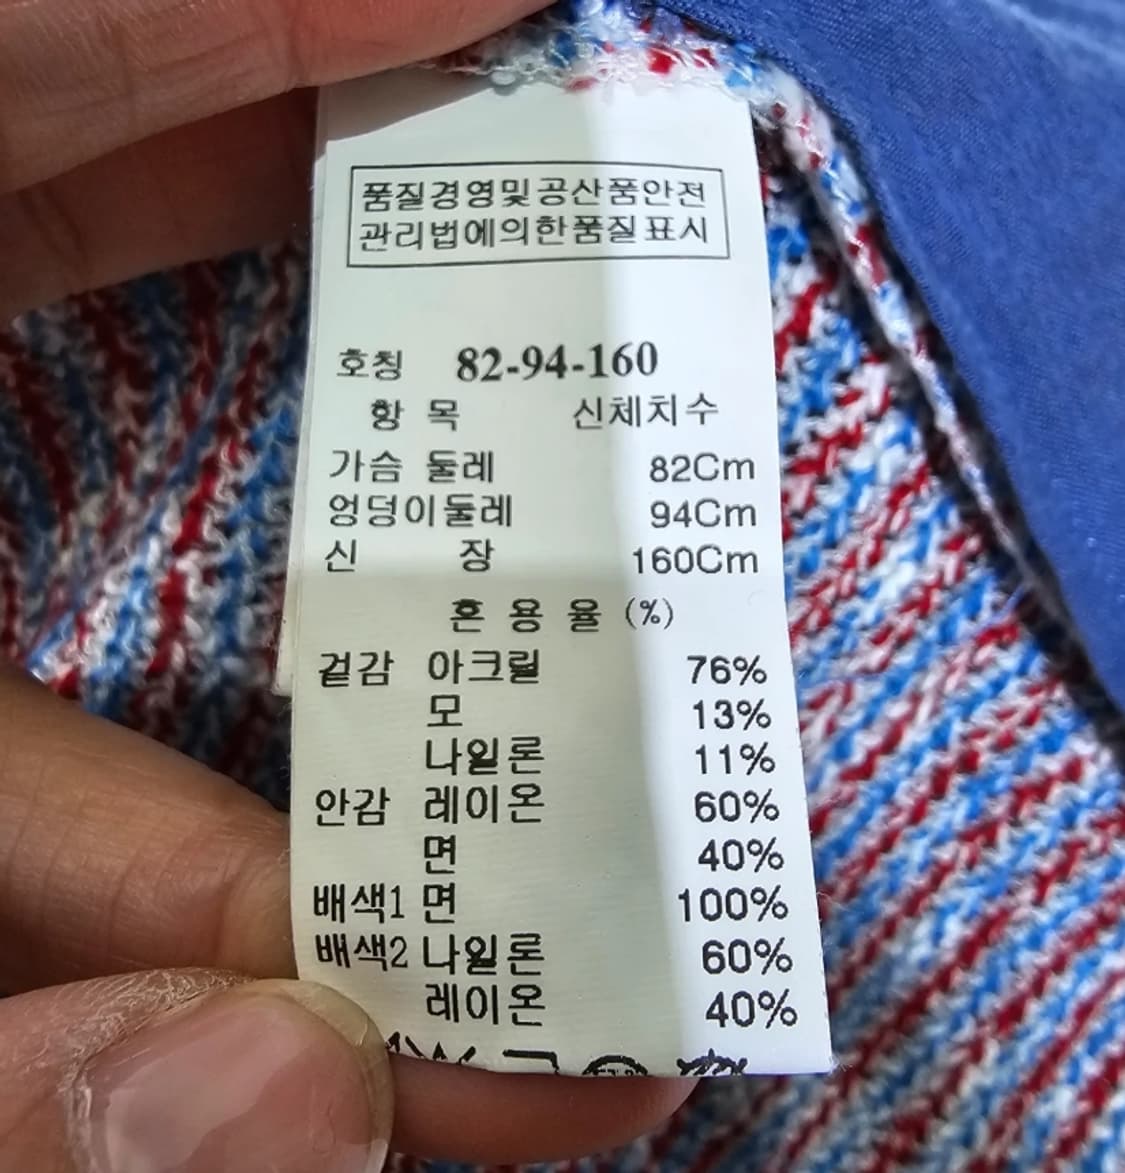 품질경영및공산품안전
관리법에의한품질표시
호칭 82-94-160
항 목 신체치수
가슴 둘레 82Cm
엉덩이둘레 94Cm
신 장 160Cm
혼 용 율 (%)
겉감 아크릴 76%
모 13%
나일론 11%
안감 레이온 60%
면 40%
배색1 면 100%
배색2 나일론 60%
레이온 40%